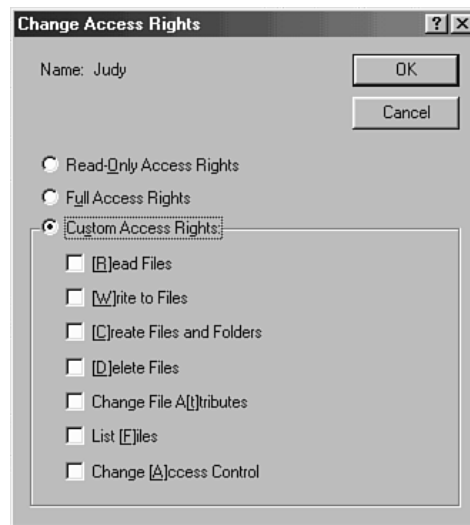 Change Access Rights
Name: Judy
OK
Cancel
Read-Only Access Rights
Full Access Rights
Custom Access Rights:
[R]ead Files
[W]rite to Files
[C]reate Files and Folders
[D]elete Files
Change File A[t]tributes
List [F]iles
Change [A]ccess Control